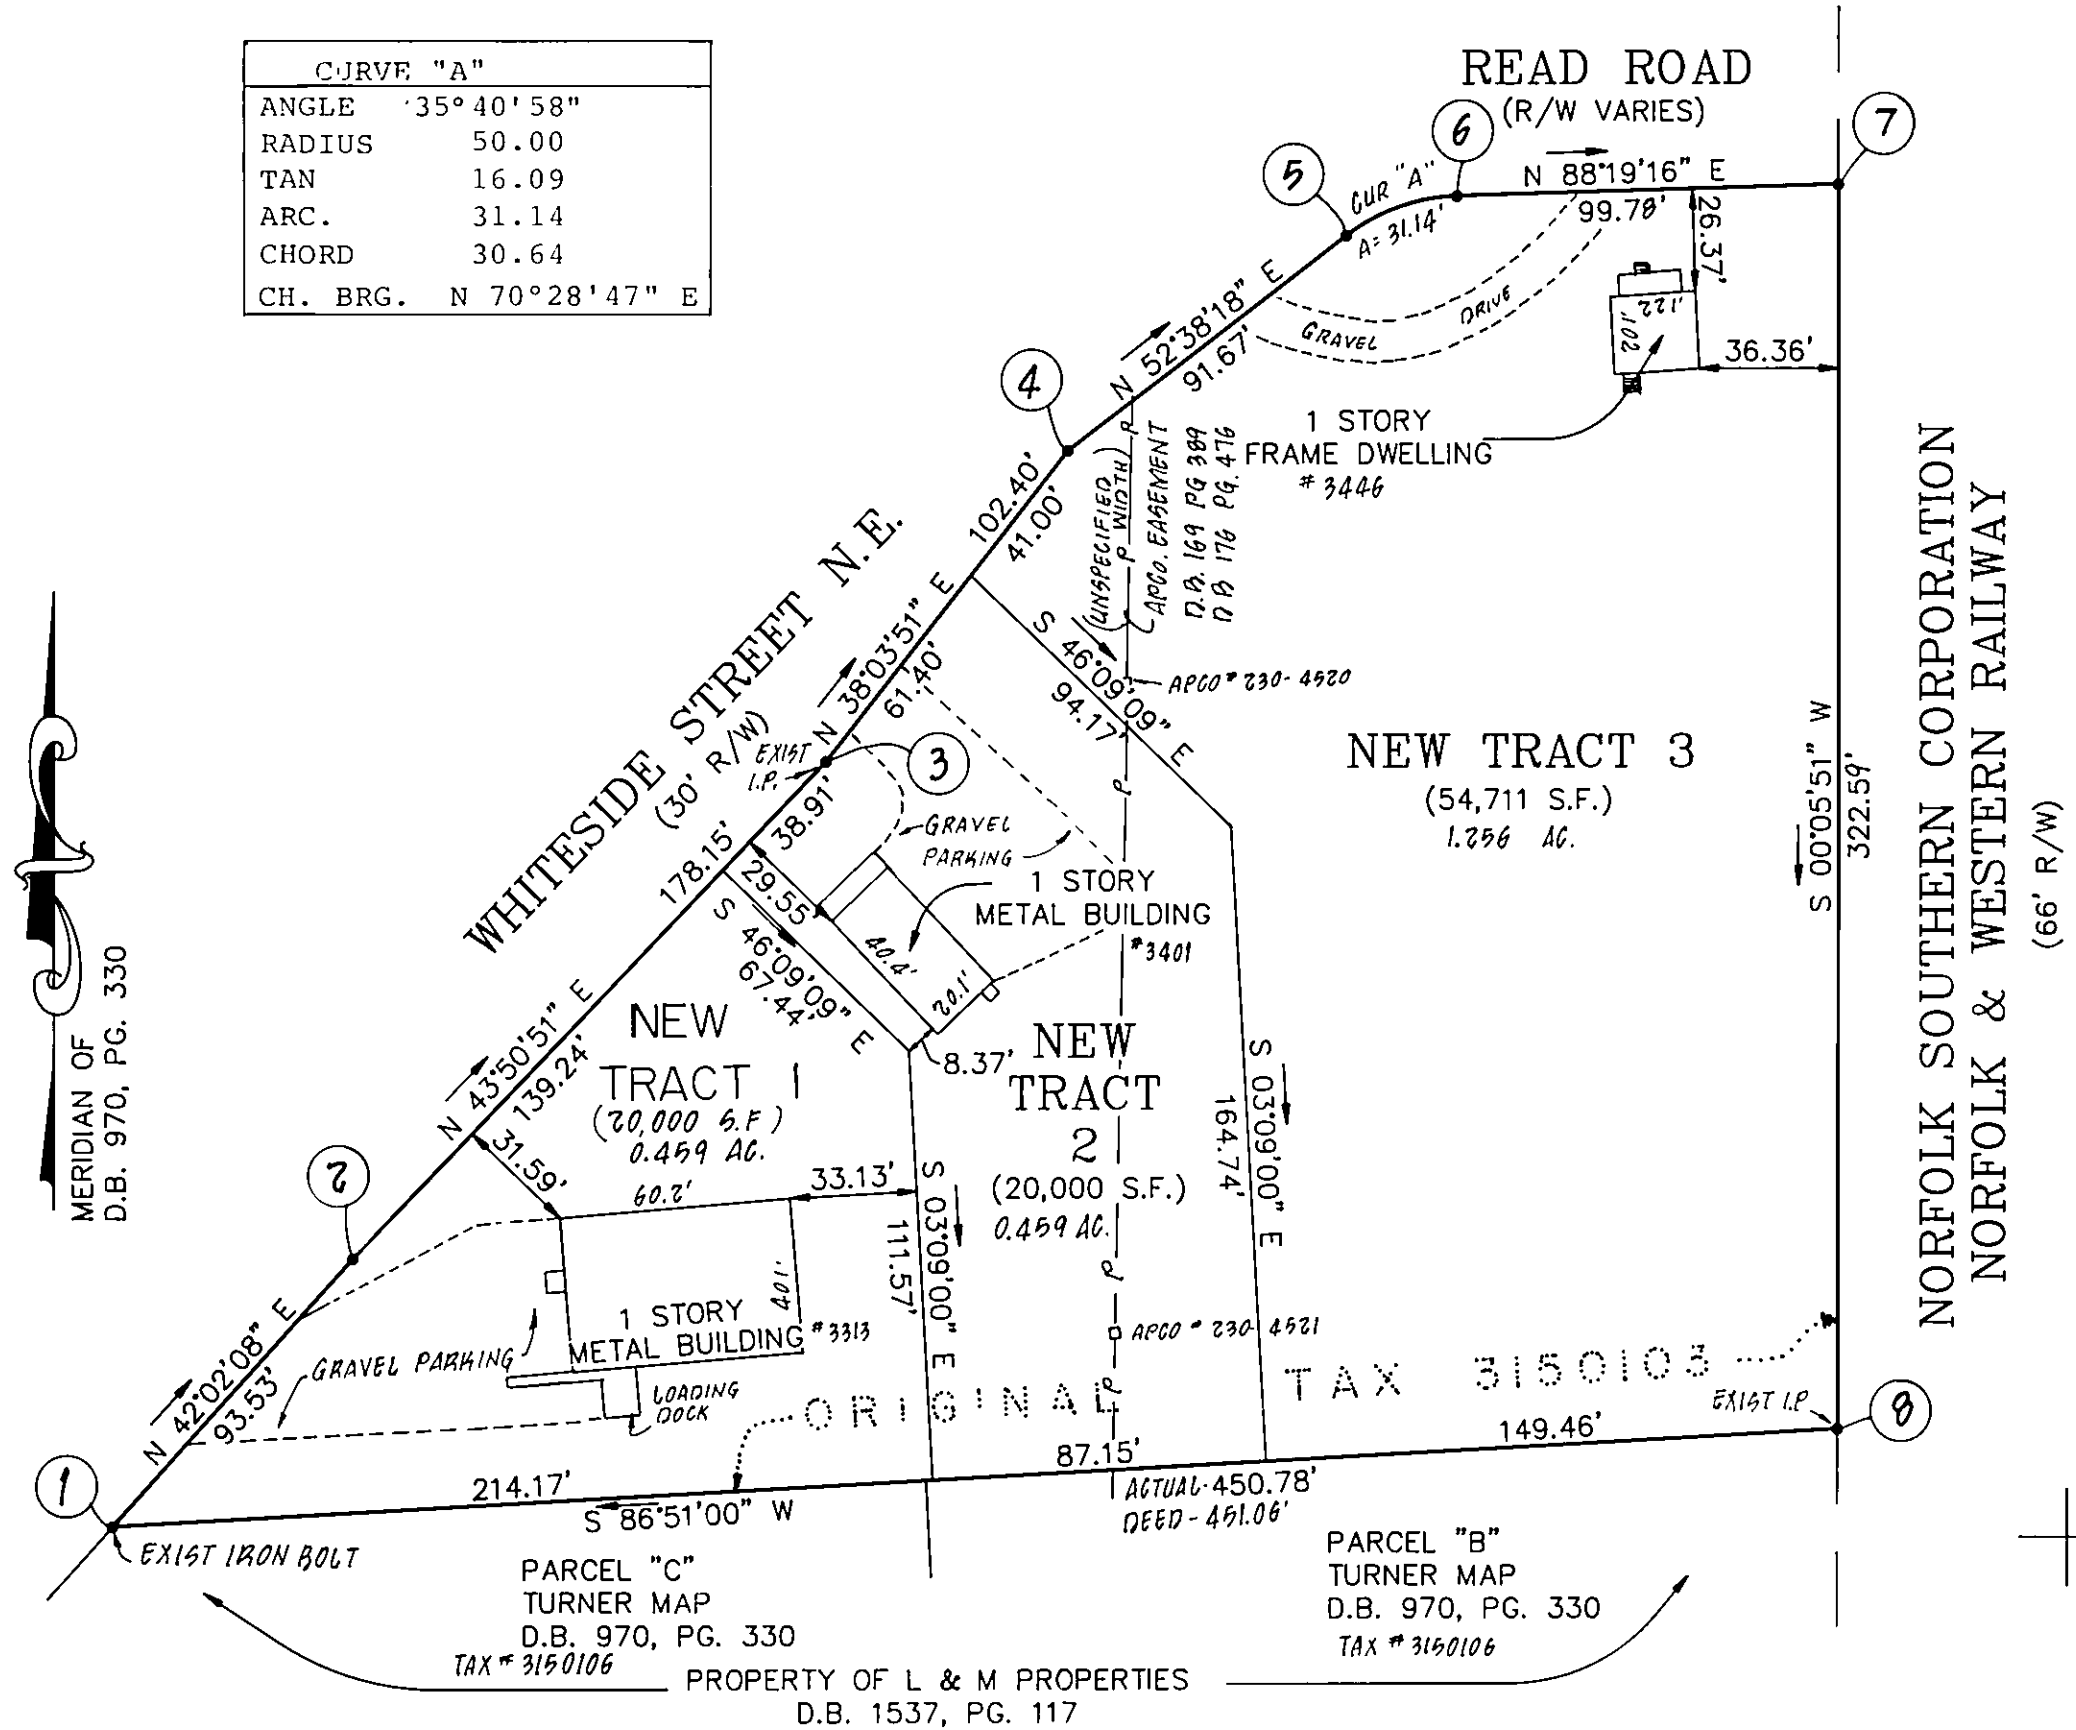 CURVE "A"
ANGLE 35°40'58"
RADIUS 50.00
TAN 16.09
ARC. 31.14
CHORD 30.64
CH. BRG. N 70°28'47" E
READ ROAD
(R/W VARIES)
7
6
5
CUR "A"
A= 31.14'
N 88°19'16" E
99.78'
26.37'
GRAVEL DRIVE
36.36'
4
N 52°38'18" E
91.67'
1 STORY
FRAME DWELLING
#3446
(UNSPECIFIED WIDTH)
APCO. EASEMENT
D.B. 169 PG 389
D B 176 PG. 476
P
P
102.40'
41.00'
N 38°03'51" E
61.40'
WHITESIDE STREET N.E.
(30' R/W)
EXIST
I.P.
3
S 46°09'09" E
94.17'
APCO # 230-4520
P
NEW TRACT 3
(54,711 S.F.)
1.256 AC.
S 00°05'51" W
322.59'
NORFOLK SOUTHERN CORPORATION
NORFOLK & WESTERN RAILWAY
(66' R/W)
MERIDIAN OF
D.B. 970, PG. 330
178.15'
38.91'
29.55'
GRAVEL
PARKING
1 STORY
METAL BUILDING
#3401
40.4'
20.1'
S 46°09'09" E
67.44'
8.37'
N 43°50'51" E
139.24'
NEW
TRACT 1
(20,000 S.F)
0.459 AC.
NEW
TRACT
2
(20,000 S.F.)
0.459 AC.
S 03°09'00" E
164.74'
2
31.59'
60.2'
33.13'
S 03°09'00" E
111.57'
1 STORY
METAL BUILDING #3313
P
APCO # 230-4521
N 42°02'08" E
93.53'
GRAVEL PARKING
LOADING
DOCK
ORIGINAL TAX 3150103
P
EXIST I.P
8
1
214.17'
87.15'
149.46'
S 86°51'00" W
ACTUAL-450.78'
DEED-451.06'
EXIST IRON BOLT
PARCEL "C"
TURNER MAP
D.B. 970, PG. 330
TAX # 3150106
PARCEL "B"
TURNER MAP
D.B. 970, PG. 330
TAX # 3150106
PROPERTY OF L & M PROPERTIES
D.B. 1537, PG. 117